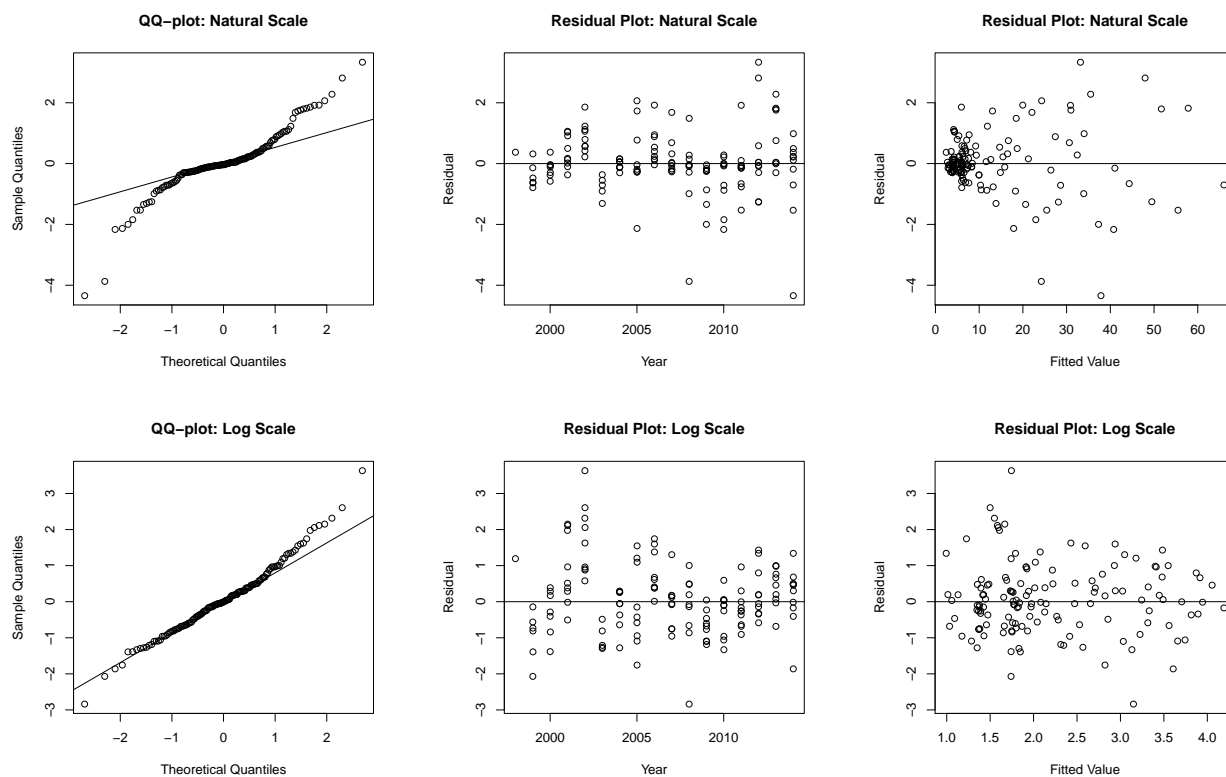 QQ−plot: Natural Scale
Sample Quantiles
2
0
−2
−4
−2 −1 0 1 2
Theoretical Quantiles
Residual Plot: Natural Scale
Residual
2
0
−2
−4
2000 2005 2010
Year
Residual Plot: Natural Scale
Residual
2
0
−2
−4
0 10 20 30 40 50 60
Fitted Value
QQ−plot: Log Scale
Sample Quantiles
3
2
1
0
−1
−2
−3
−2 −1 0 1 2
Theoretical Quantiles
Residual Plot: Log Scale
Residual
3
2
1
0
−1
−2
−3
2000 2005 2010
Year
Residual Plot: Log Scale
Residual
3
2
1
0
−1
−2
−3
1.0 1.5 2.0 2.5 3.0 3.5 4.0
Fitted Value